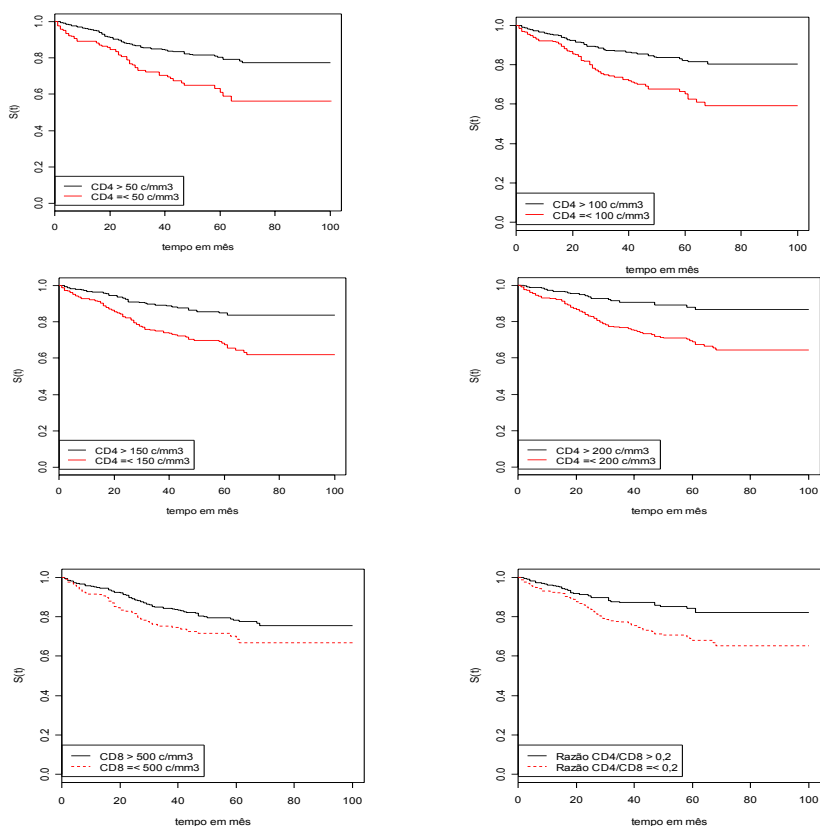 S(t)
1.0
0.8
0.6
0.4
0.2
0.0
CD4 > 50 c/mm3
CD4 =< 50 c/mm3
0 20 40 60 80 100
tempo em mês
S(t)
1.0
0.8
0.6
0.4
0.2
0.0
CD4 > 100 c/mm3
CD4 =< 100 c/mm3
0 20 40 60 80 100
tempo em mês
S(t)
1.0
0.8
0.6
0.4
0.2
0.0
CD4 > 150 c/mm3
CD4 =< 150 c/mm3
0 20 40 60 80 100
tempo em mês
S(t)
1.0
0.8
0.6
0.4
0.2
0.0
CD4 > 200 c/mm3
CD4 =< 200 c/mm3
0 20 40 60 80 100
tempo em mês
S(t)
1.0
0.8
0.6
0.4
0.2
0.0
CD8 > 500 c/mm3
CD8 =< 500 c/mm3
0 20 40 60 80 100
tempo em mês
S(t)
1.0
0.8
0.6
0.4
0.2
0.0
Razão CD4/CD8 > 0,2
Razão CD4/CD8 =< 0,2
0 20 40 60 80 100
tempo em mês